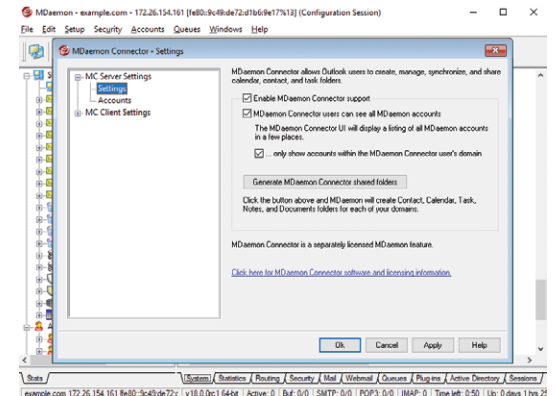 MDaemon - example.com - 172.26.154.161 [fe80::9c49:de72:d1b6:9e17%13] (Configuration Session)
File Edit Setup Security Accounts Queues Windows Help
MDaemon Connector - Settings
MC Server Settings
Settings
Accounts
MC Client Settings
MDaemon Connector allows Outlook users to create, manage, synchronize, and share
calendar, contact, and task folders.
Enable MDaemon Connector support
MDaemon Connector users can see all MDaemon accounts
The MDaemon Connector UI will display a listing of all MDaemon accounts
in a few places.
... only show accounts within the MDaemon Connector user's domain
Generate MDaemon Connector shared folders
Click the button above and MDaemon will create Contact, Calendar, Task,
Notes, and Documents folders for each of your domains.
MDaemon Connector is a separately licensed MDaemon feature.
Click here for MDaemon Connector software and licensing information.
Ok Cancel Apply Help
Stats System Statistics Routing Security Mail Webmail Queues Plug-ins Active Directory Sessions
example.com 172.26.154.161 fe80::9c49:de72:c v18.0.0rc1 64-bit Active: 0 Buf: 0/0 SMTP: 0/0 POP3: 0/0 IMAP: 0 Time left: 0:50 Up: 0 days 1 hrs 25